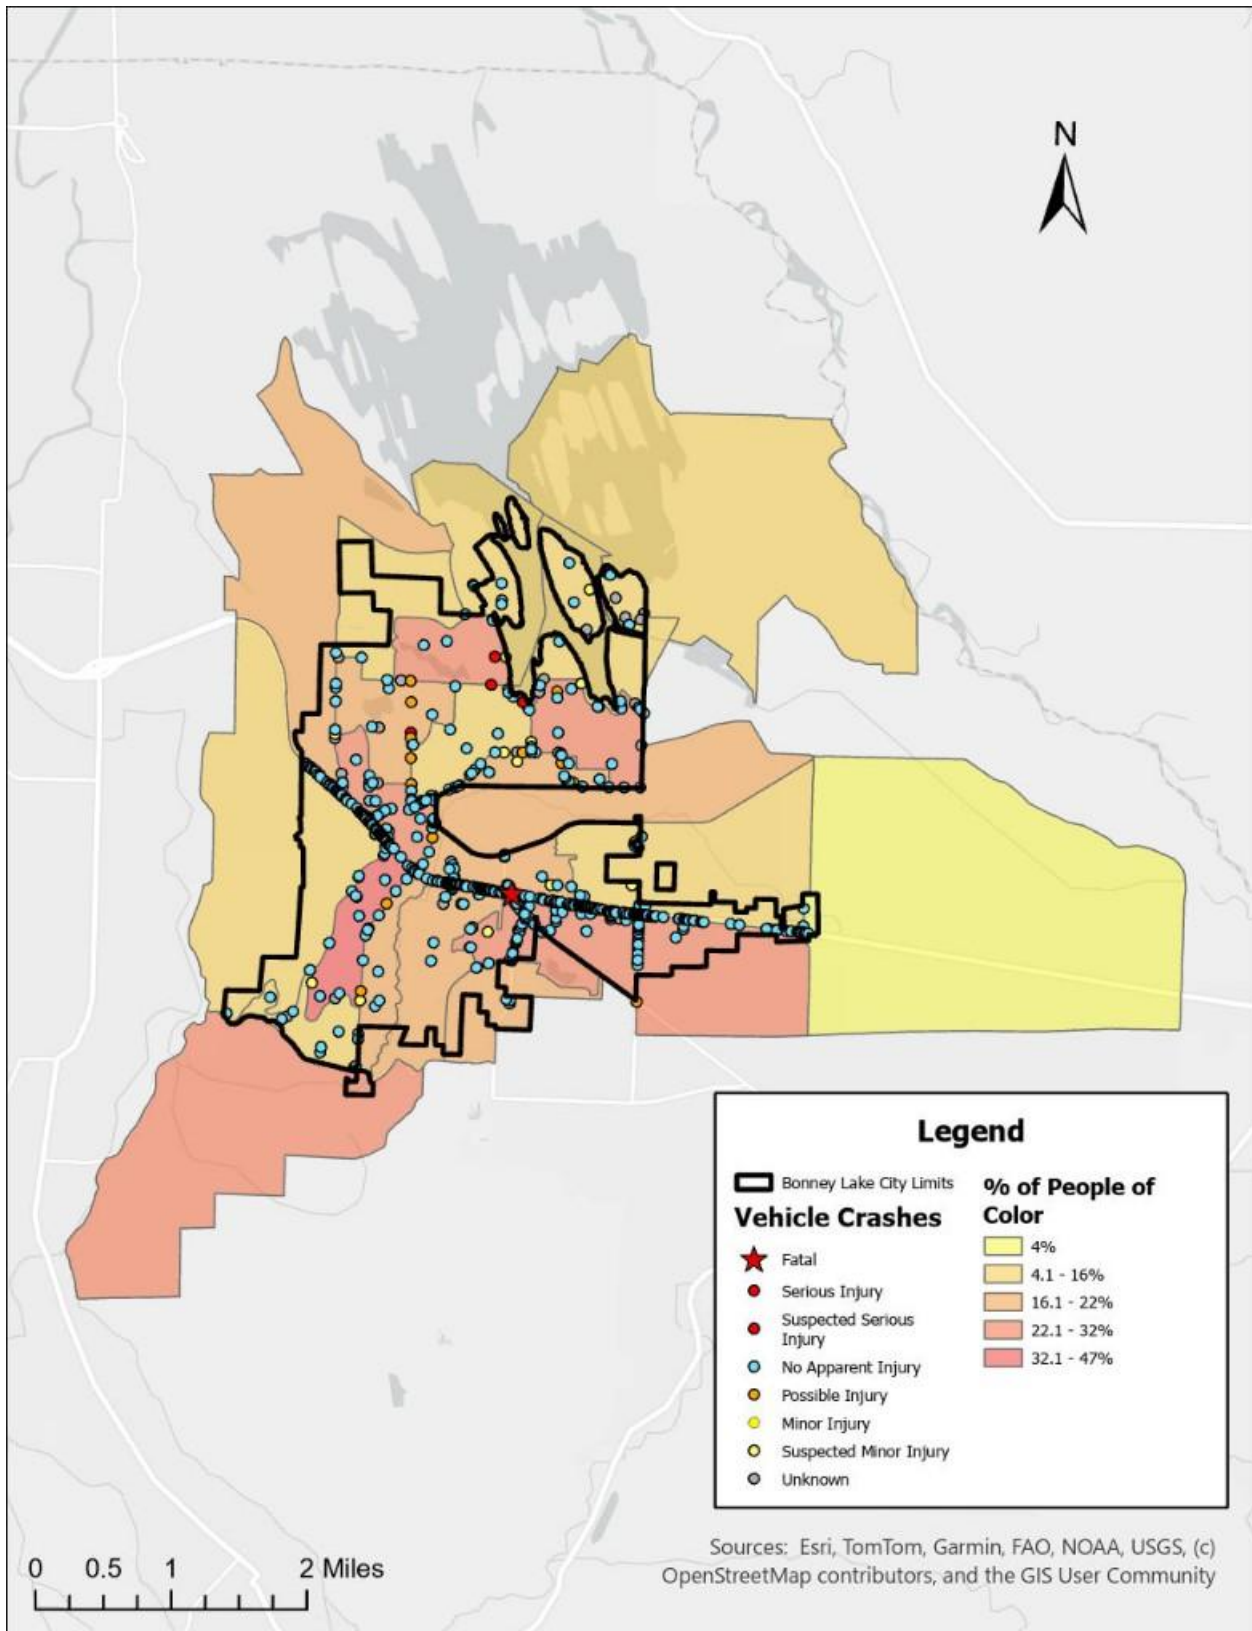 N
Legend
Bonney Lake City Limits
Vehicle Crashes
Fatal
Serious Injury
Suspected Serious
Injury
No Apparent Injury
Possible Injury
Minor Injury
Suspected Minor Injury
Unknown
% of People of
Color
4%
4.1 - 16%
16.1 - 22%
22.1 - 32%
32.1 - 47%
0 0.5 1 2 Miles
Sources: Esri, TomTom, Garmin, FAO, NOAA, USGS, (c)
OpenStreetMap contributors, and the GIS User Community